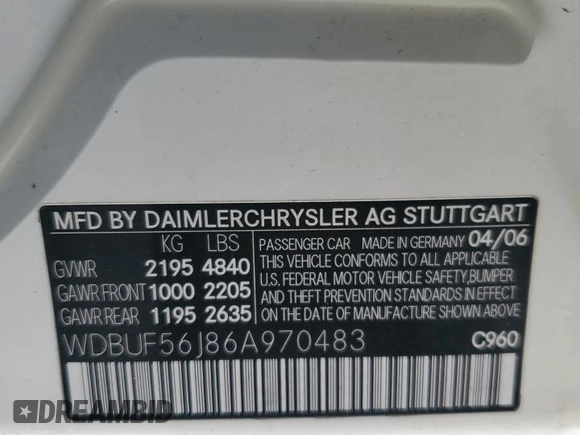 MFD BY DAIMLERCHRYSLER AG STUTTGART
KG LBS
GVWR 2195 4840
GAWR FRONT 1000 2205
GAWR REAR 1195 2635
PASSENGER CAR MADE IN GERMANY 04/06
THIS VEHICLE CONFORMS TO ALL APPLICABLE
U.S. FEDERAL MOTOR VEHICLE SAFETY, BUMPER
AND THEFT PREVENTION STANDARDS IN EFFECT
ON THE DATE OF MANUFACTURE SHOWN ABOVE.
WDBUF56J86A970483 C960
DREAMBID